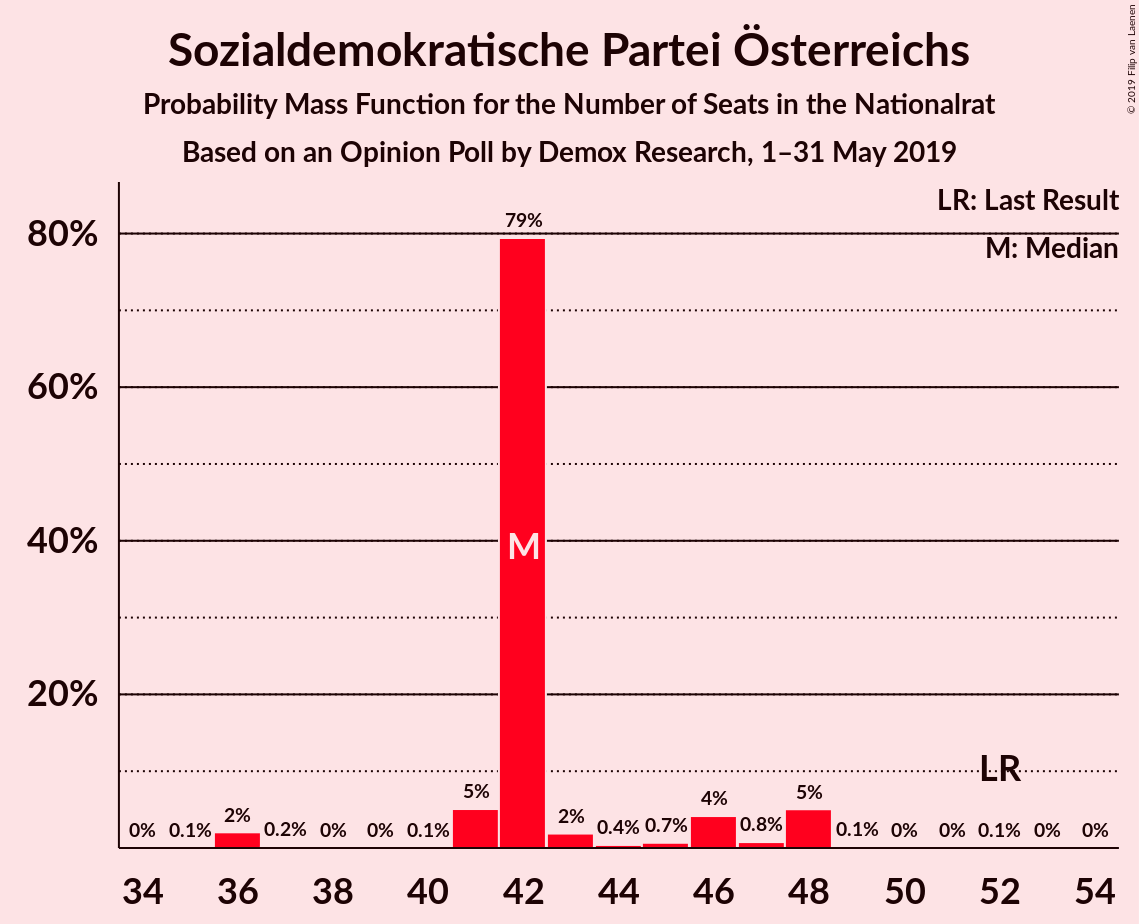 Sozialdemokratische Partei Österreichs
Probability Mass Function for the Number of Seats in the Nationalrat
Based on an Opinion Poll by Demox Research, 1–31 May 2019
© 2019 Filip van Laenen
LR: Last Result
M: Median
80%
60%
40%
20%
0% 0.1% 2% 0.2% 0% 0% 0.1% 5% 79% 2% 0.4% 0.7% 4% 0.8% 5% 0.1% 0% 0% 0.1% 0% 0%
M
LR
34 36 38 40 42 44 46 48 50 52 54